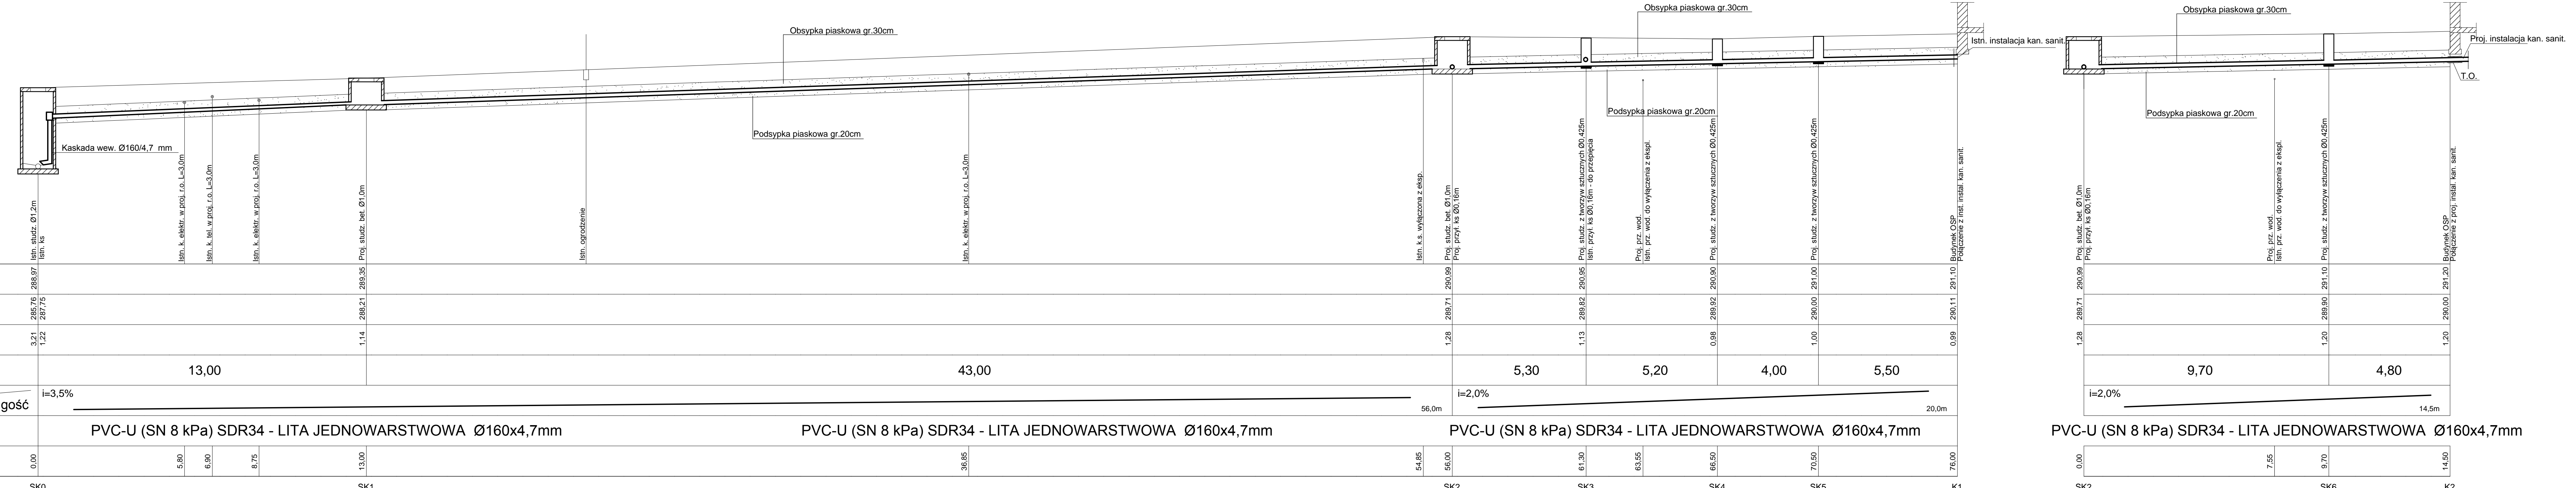 Obsypka piaskowa gr.30cm
Obsypka piaskowa gr.30cm
Istn. instalacja kan. sanit.
Obsypka piaskowa gr.30cm
Proj. instalacja kan. sanit.
T.O.
Kaskada wew. Ø160/4,7 mm
Podsypka piaskowa gr.20cm
Podsypka piaskowa gr.20cm
Podsypka piaskowa gr.20cm
Istn. studz. Ø1,2m
Istn. ks
Istn. k. elektr. w proj. r.o. L=3,0m
Istn. k. tel. w proj. r.o. L=3,0m
Istn. k. elektr. w proj. r.o. L=3,0m
Proj. studz. bet. Ø1,0m
Istn. ogrodzenie
Istn. k. elektr. w proj. r.o. L=3,0m
Istn. k.s. wyłączona z eksp.
Proj. studz. bet. Ø1,0m
Proj. przył. ks Ø0,16m
Proj. studz. z tworzyw sztucznych Ø0,425m
Istn. przył. ks Ø0,16m - do przepięcia
Proj. prz. wod.
Istn. prz. wod. do wyłączenia z ekspl.
Proj. studz. z tworzyw sztucznych Ø0,425m
Proj. studz. z tworzyw sztucznych Ø0,425m
Budynek OSP
Połączenie z inst. instal. kan. sanit.
Proj. studz. bet. Ø1,0m
Proj. przył. ks Ø0,16m
Proj. prz. wod.
Istn. prz. wod. do wyłączenia z ekspl.
Proj. studz. z tworzyw sztucznych Ø0,425m
Budynek OSP
Połączenie z proj. instal. kan. sanit.
288,97 289,35 290,99 290,95 290,90 291,00 291,10 290,99 291,10 291,20
285,76 287,75 288,21 289,71 289,82 289,92 290,00 290,11 289,71 289,90 290,00
3,21 1,22 1,14 1,28 1,13 0,98 1,00 0,99 1,28 1,20 1,20
13,00 43,00 5,30 5,20 4,00 5,50 9,70 4,80
gość i=3,5% 56,0m i=2,0% 20,0m i=2,0% 14,5m
PVC-U (SN 8 kPa) SDR34 - LITA JEDNOWARSTWOWA Ø160x4,7mm
PVC-U (SN 8 kPa) SDR34 - LITA JEDNOWARSTWOWA Ø160x4,7mm
PVC-U (SN 8 kPa) SDR34 - LITA JEDNOWARSTWOWA Ø160x4,7mm
PVC-U (SN 8 kPa) SDR34 - LITA JEDNOWARSTWOWA Ø160x4,7mm
0,00 5,80 6,90 8,75 13,00 36,85 54,85 56,00 61,30 63,55 66,50 70,50 76,00 0,00 7,55 9,70 14,50
SK0 SK1 SK2 SK3 SK4 SK5 K1 SK2 SK6 K2